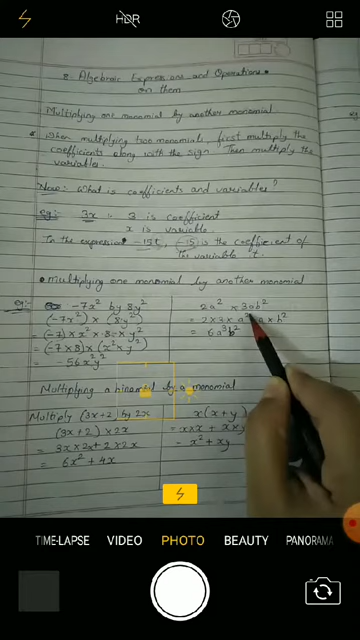 HDR
8. Algebraic Expressions and Operations
on them
Multiplying one monomial by another monomial
* When multiplying two monomials, first multiply the
coefficients along with the sign. Then multiply the
variables.
Now:- What is coefficients and variables?
eg:- 3x ⇒ 3 is coefficient
x is variable.
In the expression -15t, (-15) is the coefficient of
the variable 't'.
• Multiplying one monomial by another monomial
eg:- -7x² by 8y²
(-7x²) × (8y²)
= (-7) × x² × 8 × y²
= (-7×8) × (x² × y²)
= -56x²y²
2a² × 3ab²
= 2×3× a² × a × b²
= 6a³b²
Multiplying a binomial by a monomial
Multiply (3x+2) by 2x
(3x+2) × 2x
= 3x × 2x + 2 × 2x
= 6x² + 4x
x(x+y)
= x×x + x×y
= x² + xy
TIME-LAPSE VIDEO PHOTO BEAUTY PANORAMA